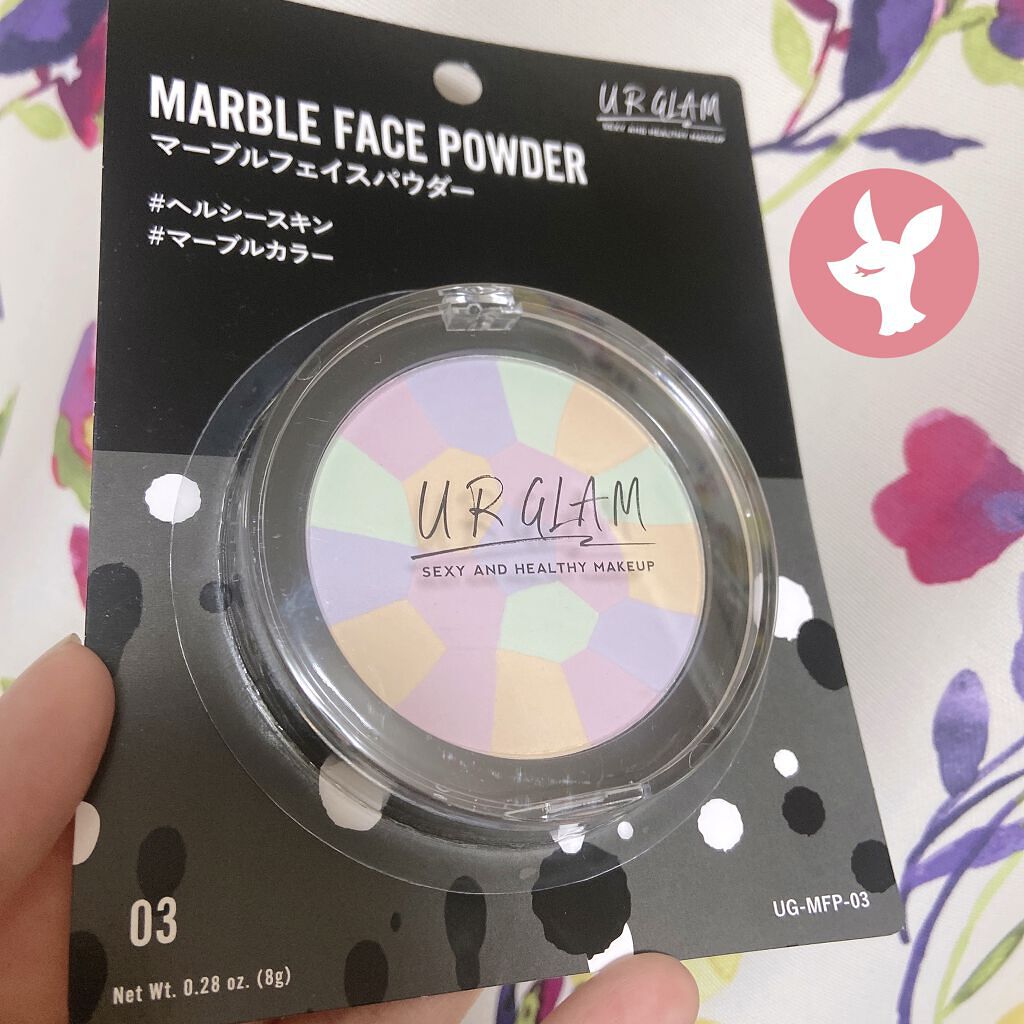 MARBLE FACE POWDER
マーブルフェイスパウダー
#ヘルシースキン
#マーブルカラー
UR GLAM
SEXY AND HEALTHY MAKEUP
UR GLAM
SEXY AND HEALTHY MAKEUP
03
Net Wt. 0.28 oz. (8g)
UG-MFP-03